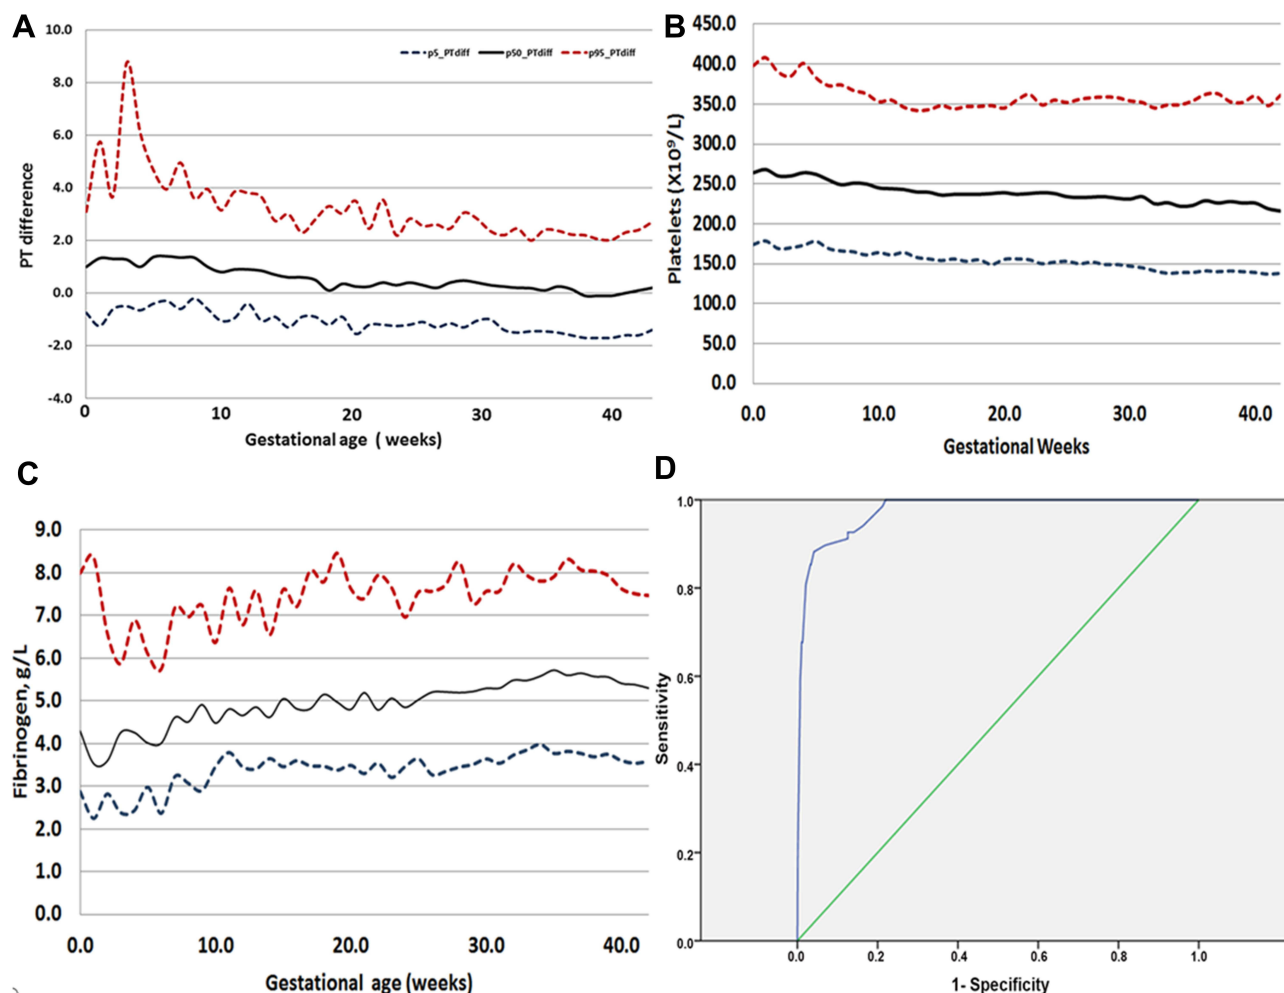 A
10.0
8.0
6.0
4.0
2.0
0.0
-2.0
-4.0
PT difference
p5_PTdiff p50_PTdiff p95_PTdiff
0 10 20 30 40
Gestational age ( weeks)
B
450.0
400.0
350.0
300.0
250.0
200.0
150.0
100.0
50.0
0.0
Platelets (X10⁹/L)
0.0 10.0 20.0 30.0 40.0
Gestational Weeks
C
9.0
8.0
7.0
6.0
5.0
4.0
3.0
2.0
1.0
0.0
Fibrinogen, g/L
0.0 10.0 20.0 30.0 40.0
Gestational age (weeks)
D
1.0
0.8
0.6
0.4
0.2
0.0
Sensitivity
0.0 0.2 0.4 0.6 0.8 1.0
1- Specificity